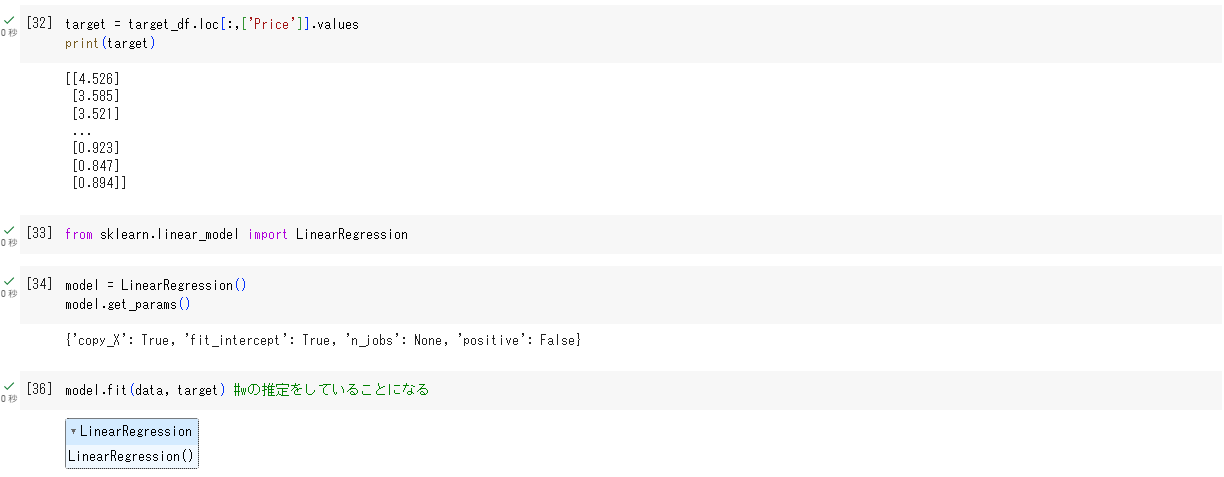 [32] target = target_df.loc[:,['Price']].values
0 秒
print(target)
[[4.526]
[3.585]
[3.521]
...
[0.923]
[0.847]
[0.894]]
[33] from sklearn.linear_model import LinearRegression
0 秒
[34] model = LinearRegression()
0 秒
model.get_params()
{'copy_X': True, 'fit_intercept': True, 'n_jobs': None, 'positive': False}
[36] model.fit(data, target) #wの推定をしていることになる
0 秒
▾ LinearRegression
LinearRegression()